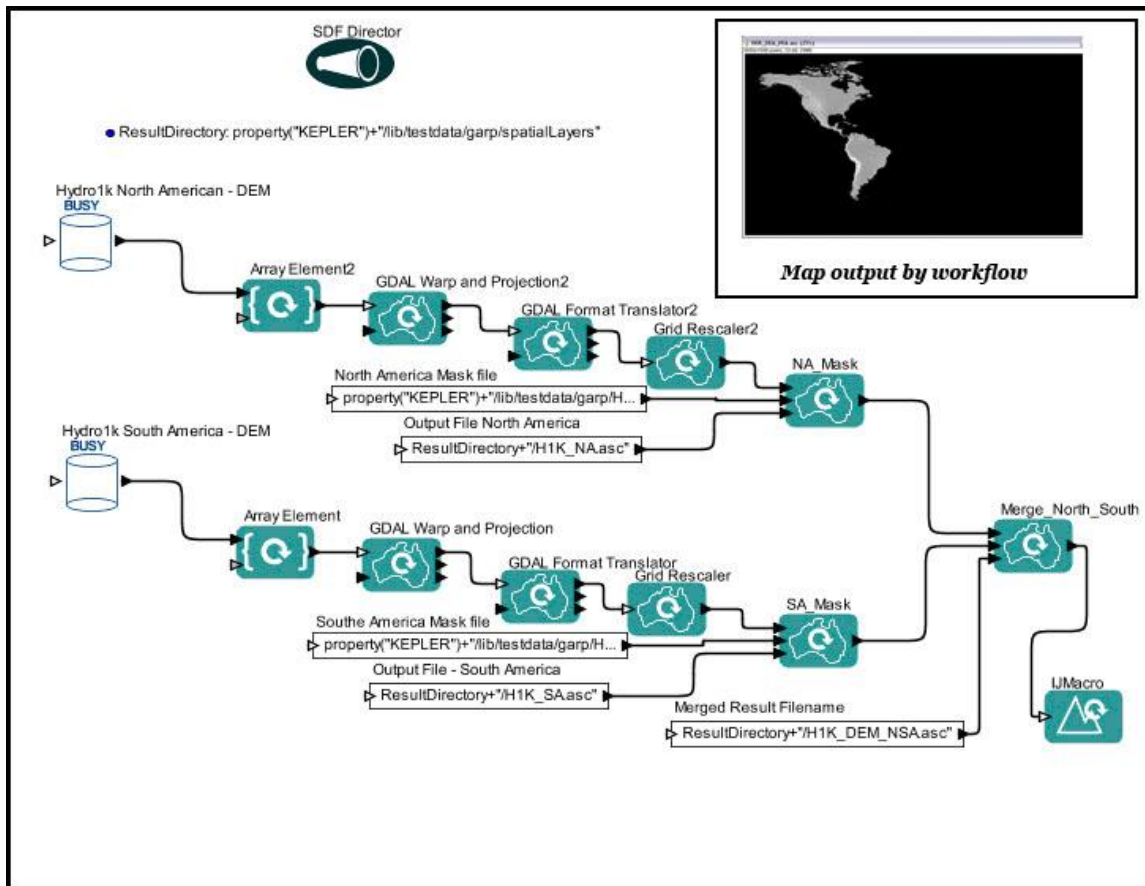 SDF Director
ResultDirectory: property("KEPLER")+"/lib/testdata/garp/spatialLayers"
Map output by workflow
Hydro1k North American - DEM
BUSY
Array Element2
GDAL Warp and Projection2
GDAL Format Translator2
Grid Rescaler2
NA_Mask
North America Mask file
property("KEPLER")+"/lib/testdata/garp/H...
Output File North America
ResultDirectory+"/H1K_NA.asc"
Hydro1k South America - DEM
BUSY
Array Element
GDAL Warp and Projection
GDAL Format Translator
Grid Rescaler
SA_Mask
Merge_North_South
Southe America Mask file
property("KEPLER")+"/lib/testdata/garp/H...
Output File - South America
ResultDirectory+"/H1K_SA.asc"
Merged Result Filename
ResultDirectory+"/H1K_DEM_NSA.asc"
IJMacro